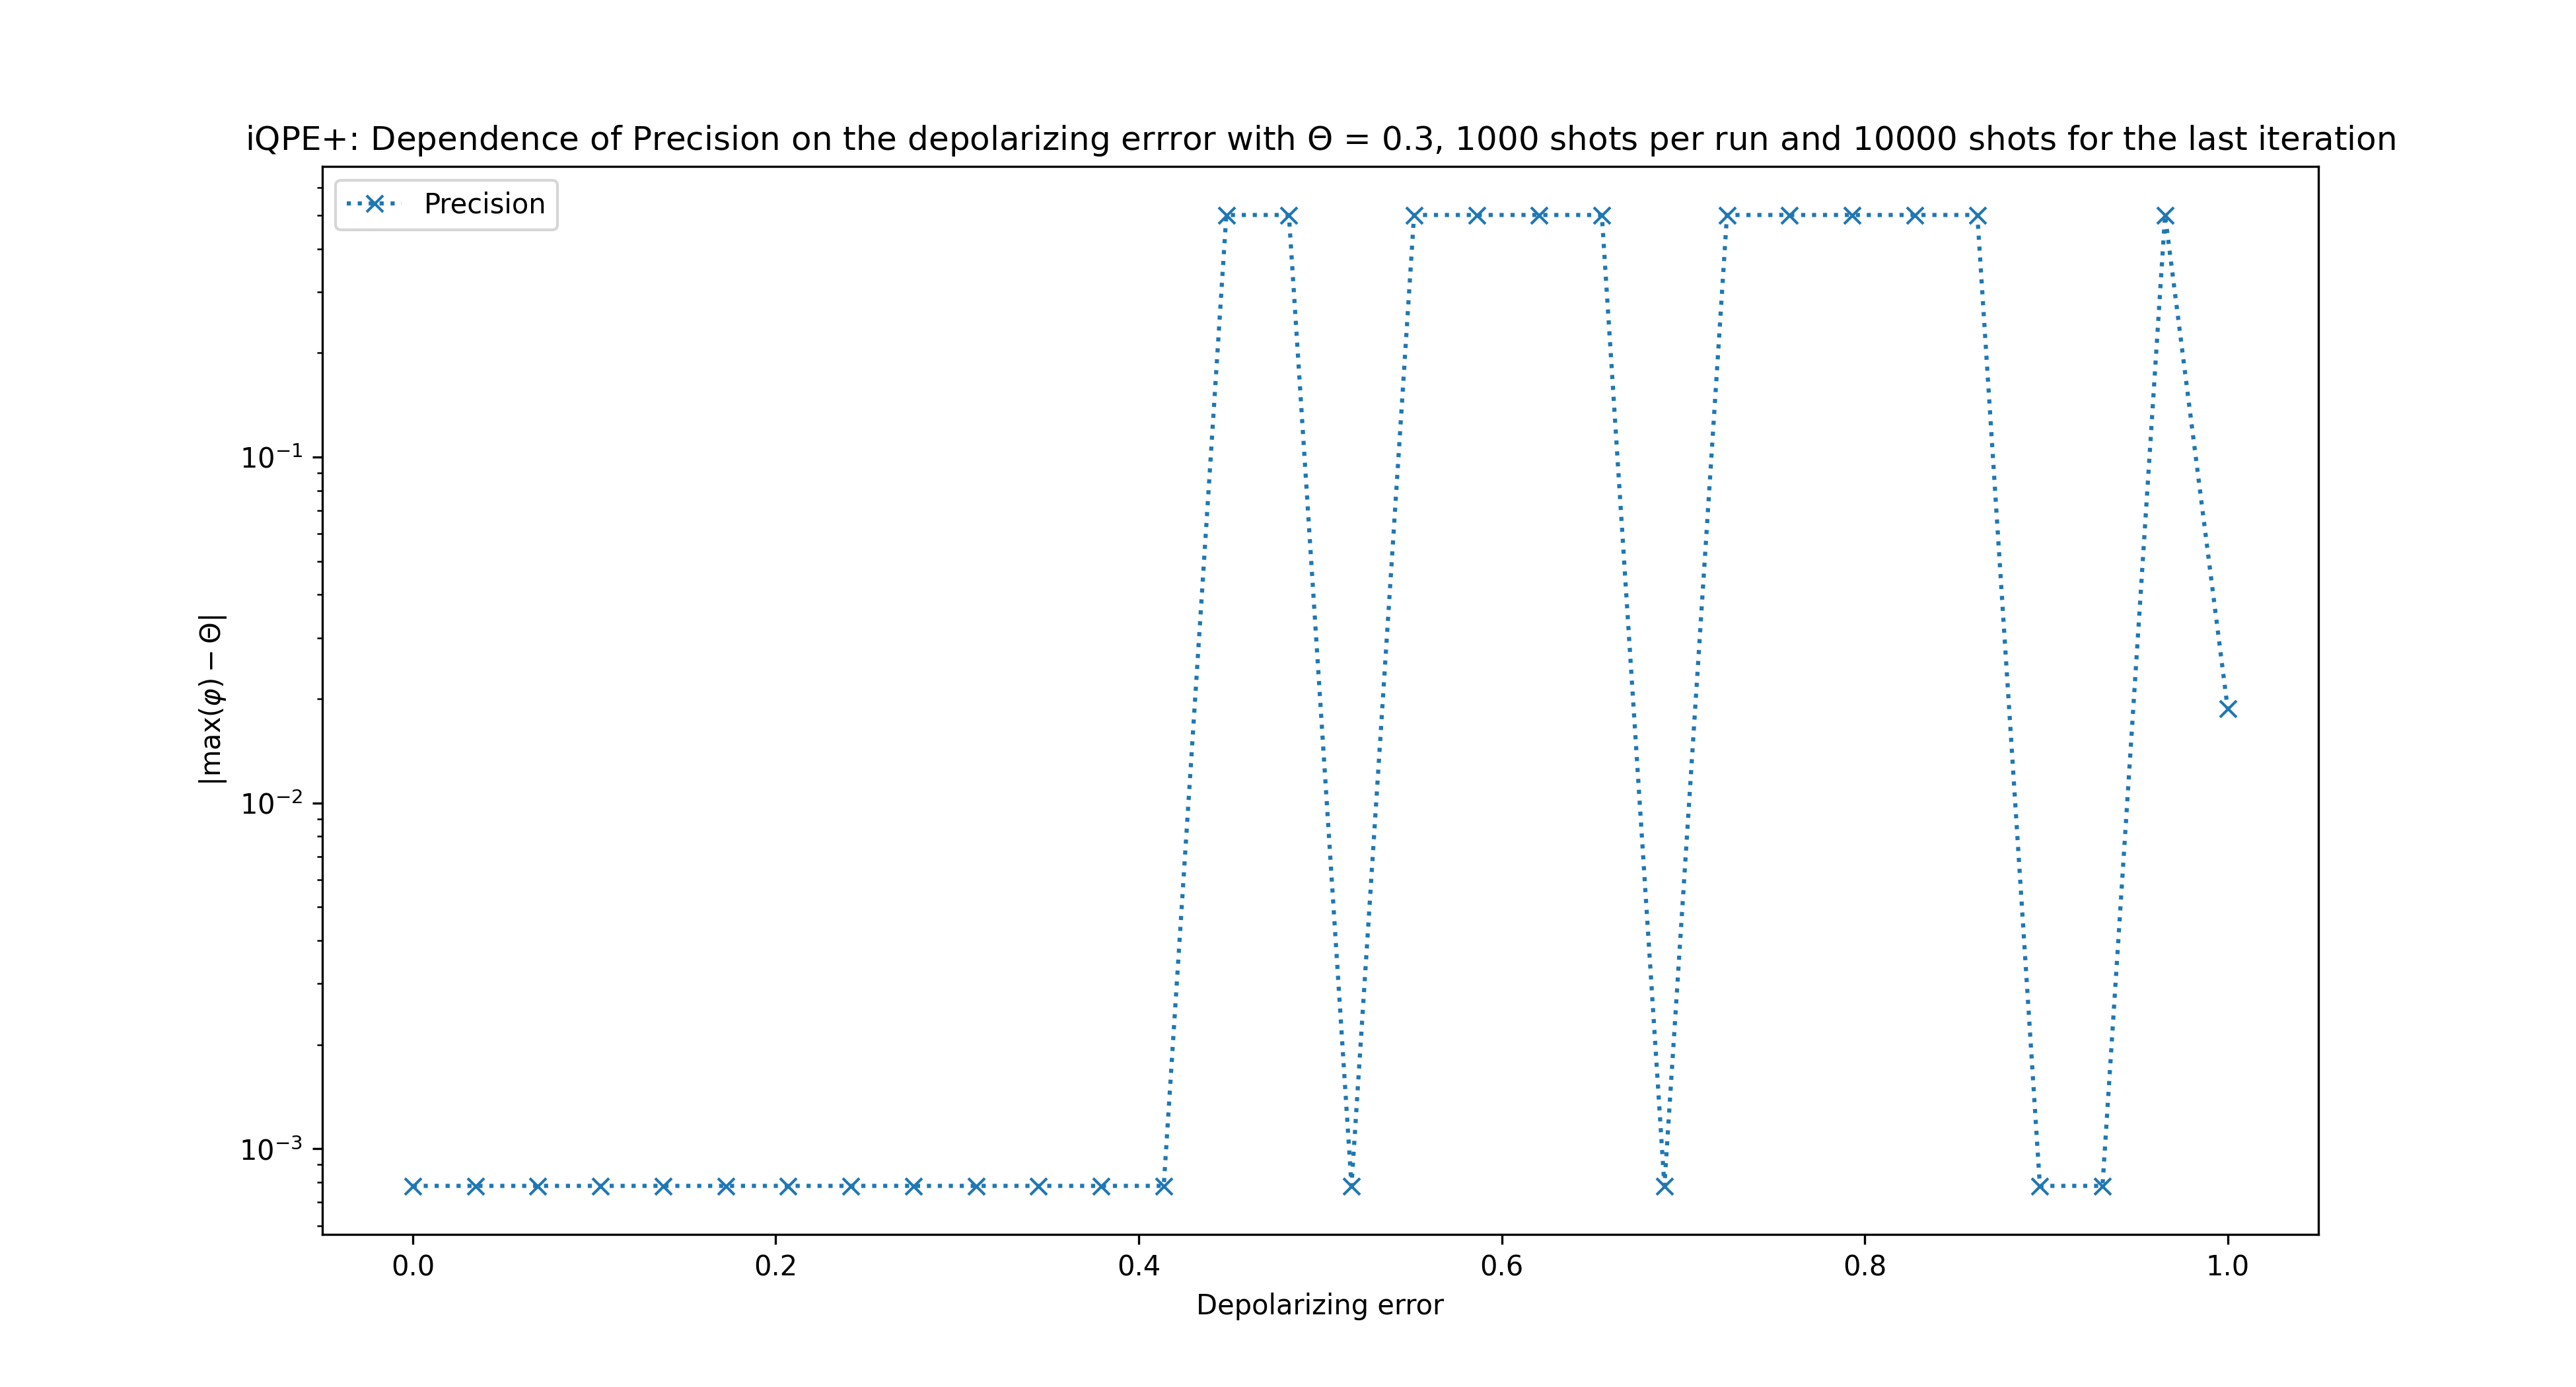 iQPE+: Dependence of Precision on the depolarizing errror with Θ = 0.3, 1000 shots per run and 10000 shots for the last iteration
Precision
|max(φ) − Θ|
10⁻¹
10⁻²
10⁻³
0.0 0.2 0.4 0.6 0.8 1.0
Depolarizing error